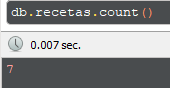 db.recetas.count()
0.007 sec.
7